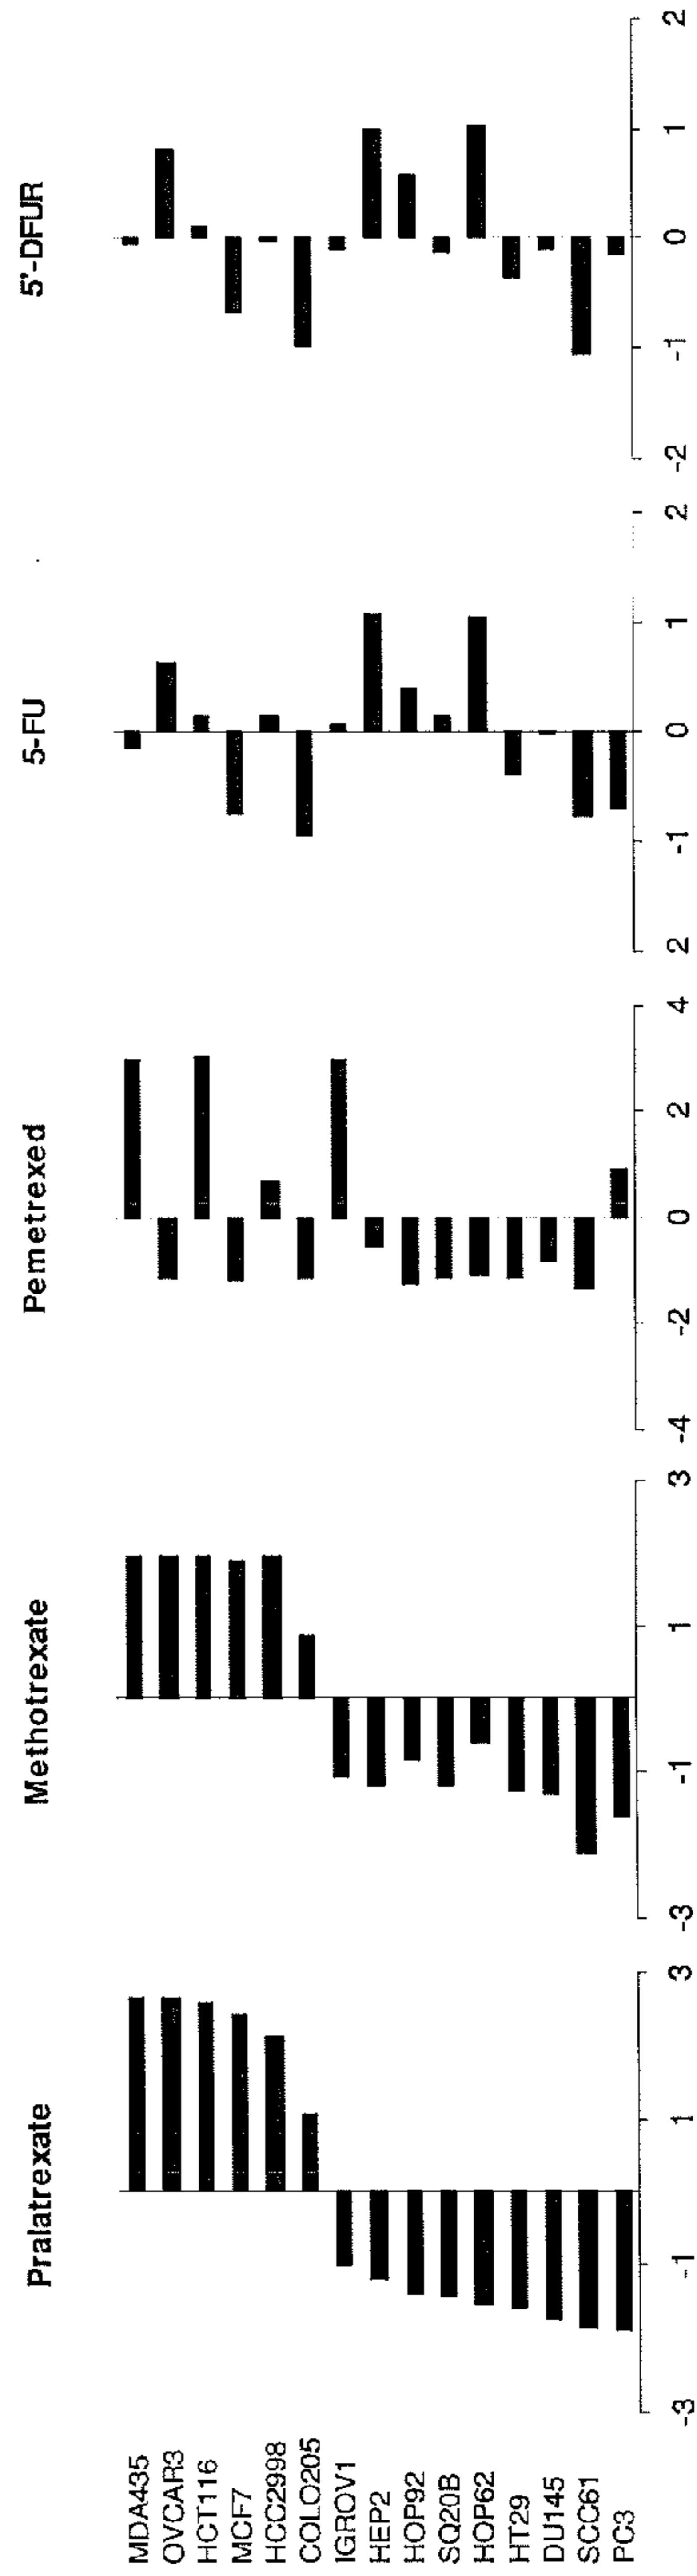 Pralatrexate Methotrexate Pemetrexed 5-FU 5'-DFUR
MDA435
OVCAR3
HCT116
MCF7
HCC2998
COLO205
IGROV1
HEP2
HOP92
SQ20B
HOP62
HT29
DU145
SCC61
PC3
-3 -1 1 3 -3 -1 1 3 -4 -2 0 2 4 2 -1 0 1 2 -2 -1 0 1 2